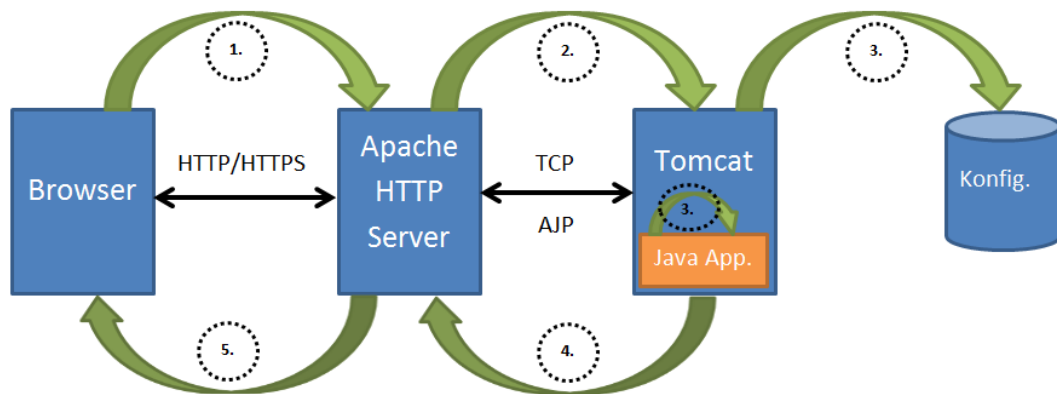 1.
2.
3.
Browser
HTTP/HTTPS
Apache
HTTP
Server
TCP
AJP
Tomcat
3.
Java App.
Konfig.
5.
4.